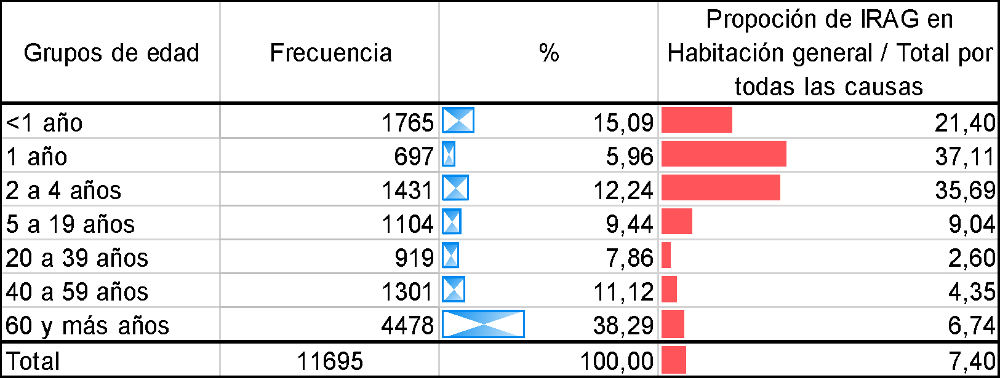 Grupos de edad Frecuencia % Propoción de IRAG en
Habitación general / Total por
todas las causas
<1 año 1765 15,09 21,40
1 año 697 5,96 37,11
2 a 4 años 1431 12,24 35,69
5 a 19 años 1104 9,44 9,04
20 a 39 años 919 7,86 2,60
40 a 59 años 1301 11,12 4,35
60 y más años 4478 38,29 6,74
Total 11695 100,00 7,40